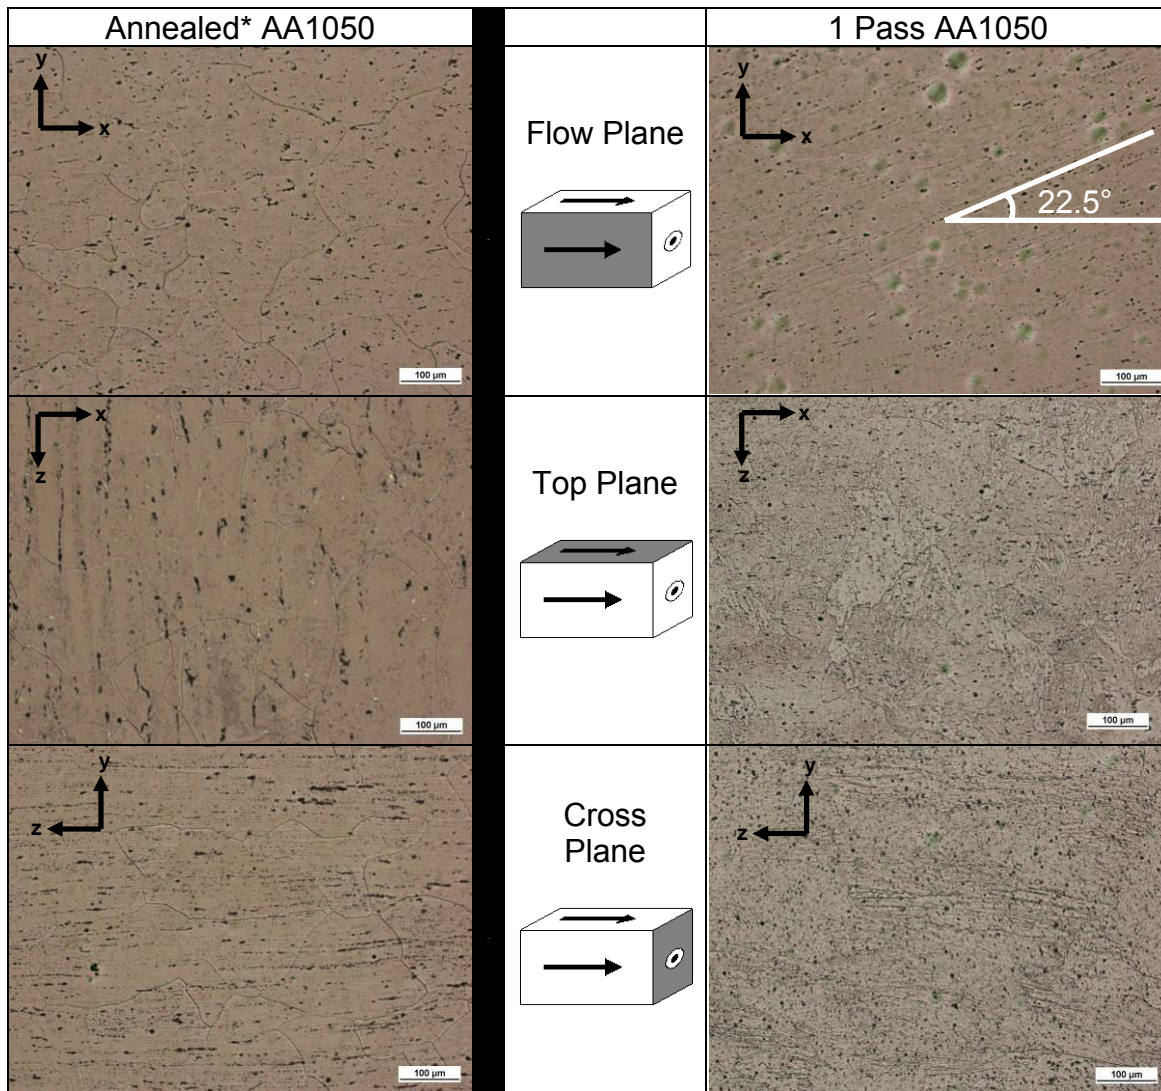 Annealed* AA1050
1 Pass AA1050
y
x
100 µm
Flow Plane
y
x
22.5°
100 µm
x
z
100 µm
Top Plane
x
z
100 µm
y
z
100 µm
Cross
Plane
y
z
100 µm